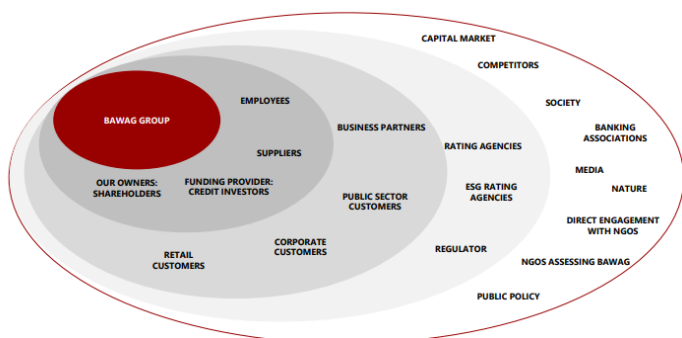 CAPITAL MARKET
COMPETITORS
EMPLOYEES
SOCIETY
BAWAG GROUP
BUSINESS PARTNERS
BANKING
ASSOCIATIONS
SUPPLIERS
RATING AGENCIES
MEDIA
OUR OWNERS:
SHAREHOLDERS
FUNDING PROVIDER:
CREDIT INVESTORS
ESG RATING
AGENCIES
NATURE
PUBLIC SECTOR
CUSTOMERS
DIRECT ENGAGEMENT
WITH NGOS
RETAIL
CUSTOMERS
CORPORATE
CUSTOMERS
REGULATOR
NGOS ASSESSING BAWAG
PUBLIC POLICY